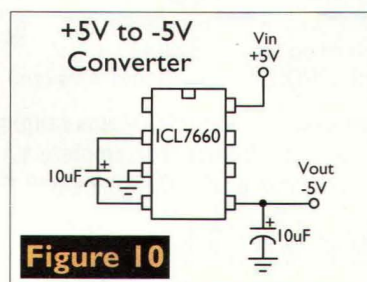 +5V to -5V
Converter
Vin
+5V
ICL7660
10uF
Vout
-5V
10uF
Figure 10